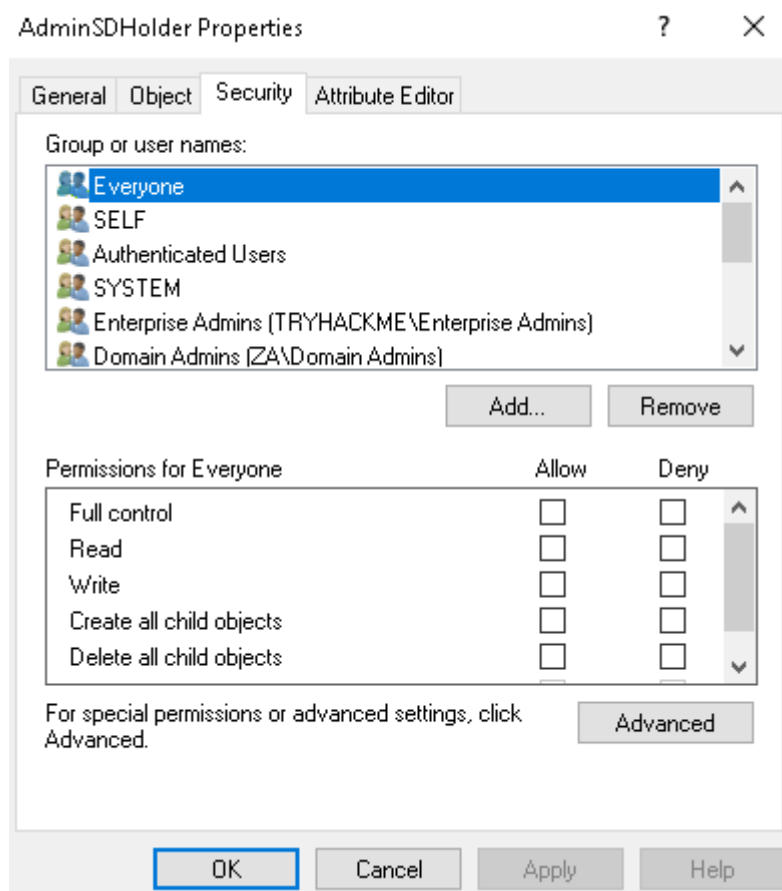 AdminSDHolder Properties ? ×
General Object Security Attribute Editor
Group or user names:
Everyone
SELF
Authenticated Users
SYSTEM
Enterprise Admins (TRYHACKME\Enterprise Admins)
Domain Admins (ZA\Domain Admins)
Add... Remove
Permissions for Everyone Allow Deny
Full control
Read
Write
Create all child objects
Delete all child objects
For special permissions or advanced settings, click
Advanced.
Advanced
OK Cancel Apply Help